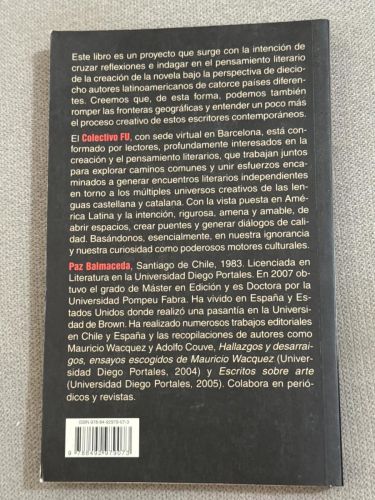 Este libro es un proyecto que surge con la intención de
cruzar reflexiones e indagar en el pensamiento literario
de la creación de la novela bajo la perspectiva de diecio-
cho autores latinoamericanos de catorce países diferen-
tes. Creemos que, de esta forma, podemos también
romper las fronteras geográficas y entender un poco más
el proceso creativo de estos escritores contemporáneos.
El Colectivo FU, con sede virtual en Barcelona, está con-
formado por lectores, profundamente interesados en la
creación y el pensamiento literarios, que trabajan juntos
para explorar caminos comunes y unir esfuerzos enca-
minados a generar encuentros literarios independientes
en torno a los múltiples universos creativos de las len-
guas castellana y catalana. Con la vista puesta en Amé-
rica Latina y la intención, rigurosa, amena y amable, de
abrir espacios, crear puentes y generar diálogos de cali-
dad. Basándonos, esencialmente, en nuestra ignorancia
y nuestra curiosidad como poderosos motores culturales.
Paz Balmaceda, Santiago de Chile, 1983. Licenciada en
Literatura en la Universidad Diego Portales. En 2007 ob-
tuvo el grado de Máster en Edición y es Doctora por la
Universidad Pompeu Fabra. Ha vivido en España y Es-
tados Unidos donde realizó una pasantía en la Universi-
dad de Brown. Ha realizado numerosos trabajos editoriales
en Chile y España y las recopilaciones de autores como
Mauricio Wacquez y Adolfo Couve, Hallazgos y desarrai-
gos, ensayos escogidos de Mauricio Wacquez (Univer-
sidad Diego Portales, 2004) y Escritos sobre arte
(Universidad Diego Portales, 2005). Colabora en perió-
dicos y revistas.